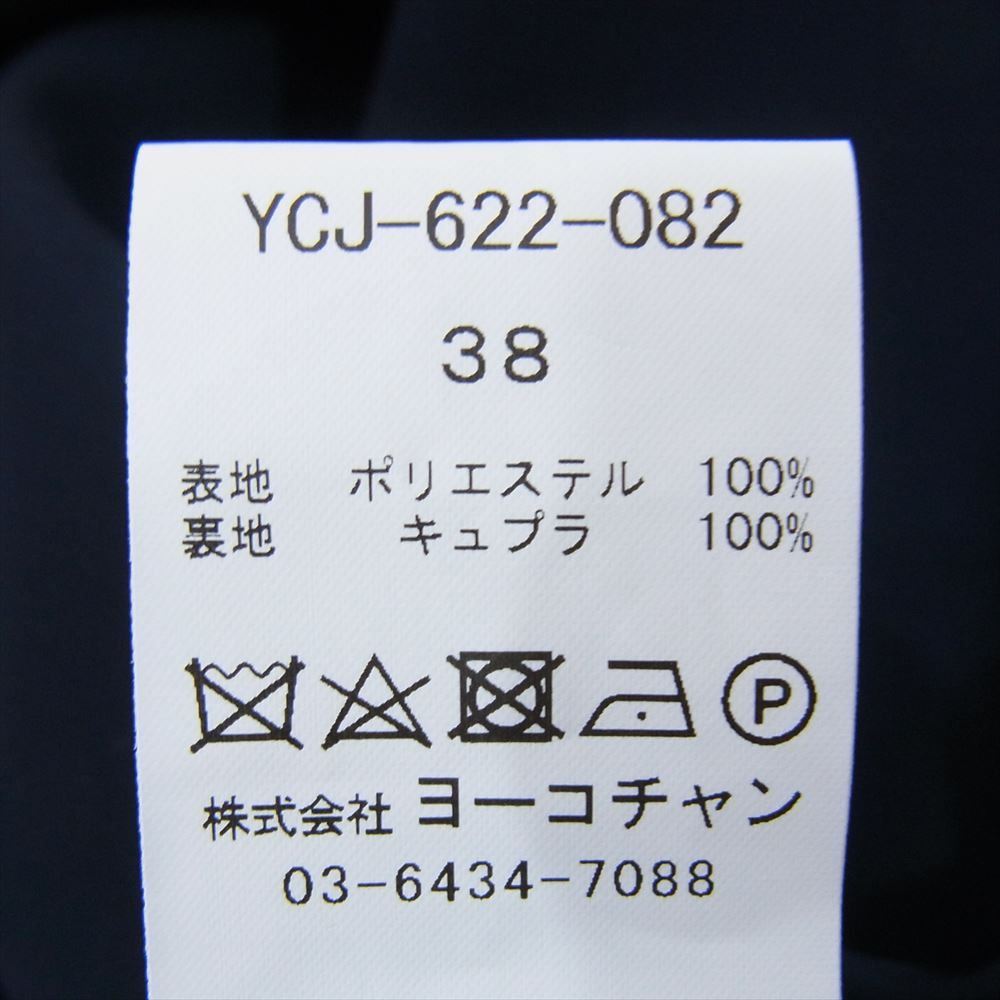 YCJ-622-082
38
表地 ポリエステル 100%
裏地 キュプラ 100%
P
株式会社 ヨーコチャン
03-6434-7088